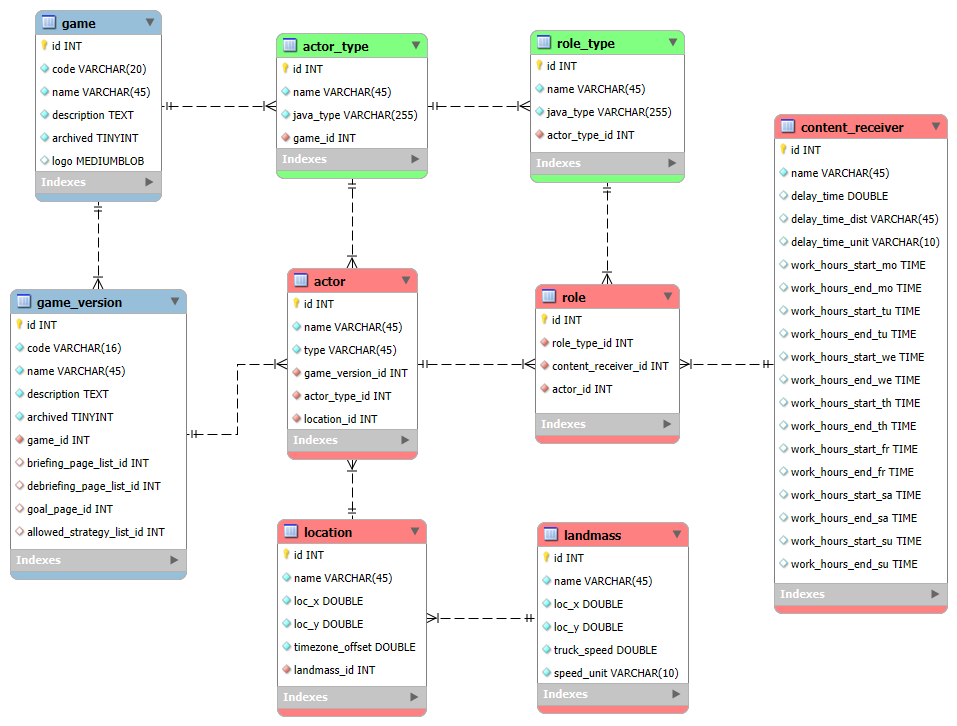 game
id INT
code VARCHAR(20)
name VARCHAR(45)
description TEXT
archived TINYINT
logo MEDIUMBLOB
Indexes
actor_type
id INT
name VARCHAR(45)
java_type VARCHAR(255)
game_id INT
Indexes
role_type
id INT
name VARCHAR(45)
java_type VARCHAR(255)
actor_type_id INT
Indexes
content_receiver
id INT
name VARCHAR(45)
delay_time DOUBLE
delay_time_dist VARCHAR(45)
delay_time_unit VARCHAR(10)
work_hours_start_mo TIME
work_hours_end_mo TIME
work_hours_start_tu TIME
work_hours_end_tu TIME
work_hours_start_we TIME
work_hours_end_we TIME
work_hours_start_th TIME
work_hours_end_th TIME
work_hours_start_fr TIME
work_hours_end_fr TIME
work_hours_start_sa TIME
work_hours_end_sa TIME
work_hours_start_su TIME
work_hours_end_su TIME
Indexes
game_version
id INT
code VARCHAR(16)
name VARCHAR(45)
description TEXT
archived TINYINT
game_id INT
briefing_page_list_id INT
debriefing_page_list_id INT
goal_page_id INT
allowed_strategy_list_id INT
Indexes
actor
id INT
name VARCHAR(45)
type VARCHAR(45)
game_version_id INT
actor_type_id INT
location_id INT
Indexes
role
id INT
role_type_id INT
content_receiver_id INT
actor_id INT
Indexes
location
id INT
name VARCHAR(45)
loc_x DOUBLE
loc_y DOUBLE
timezone_offset DOUBLE
landmass_id INT
Indexes
landmass
id INT
name VARCHAR(45)
loc_x DOUBLE
loc_y DOUBLE
truck_speed DOUBLE
speed_unit VARCHAR(10)
Indexes